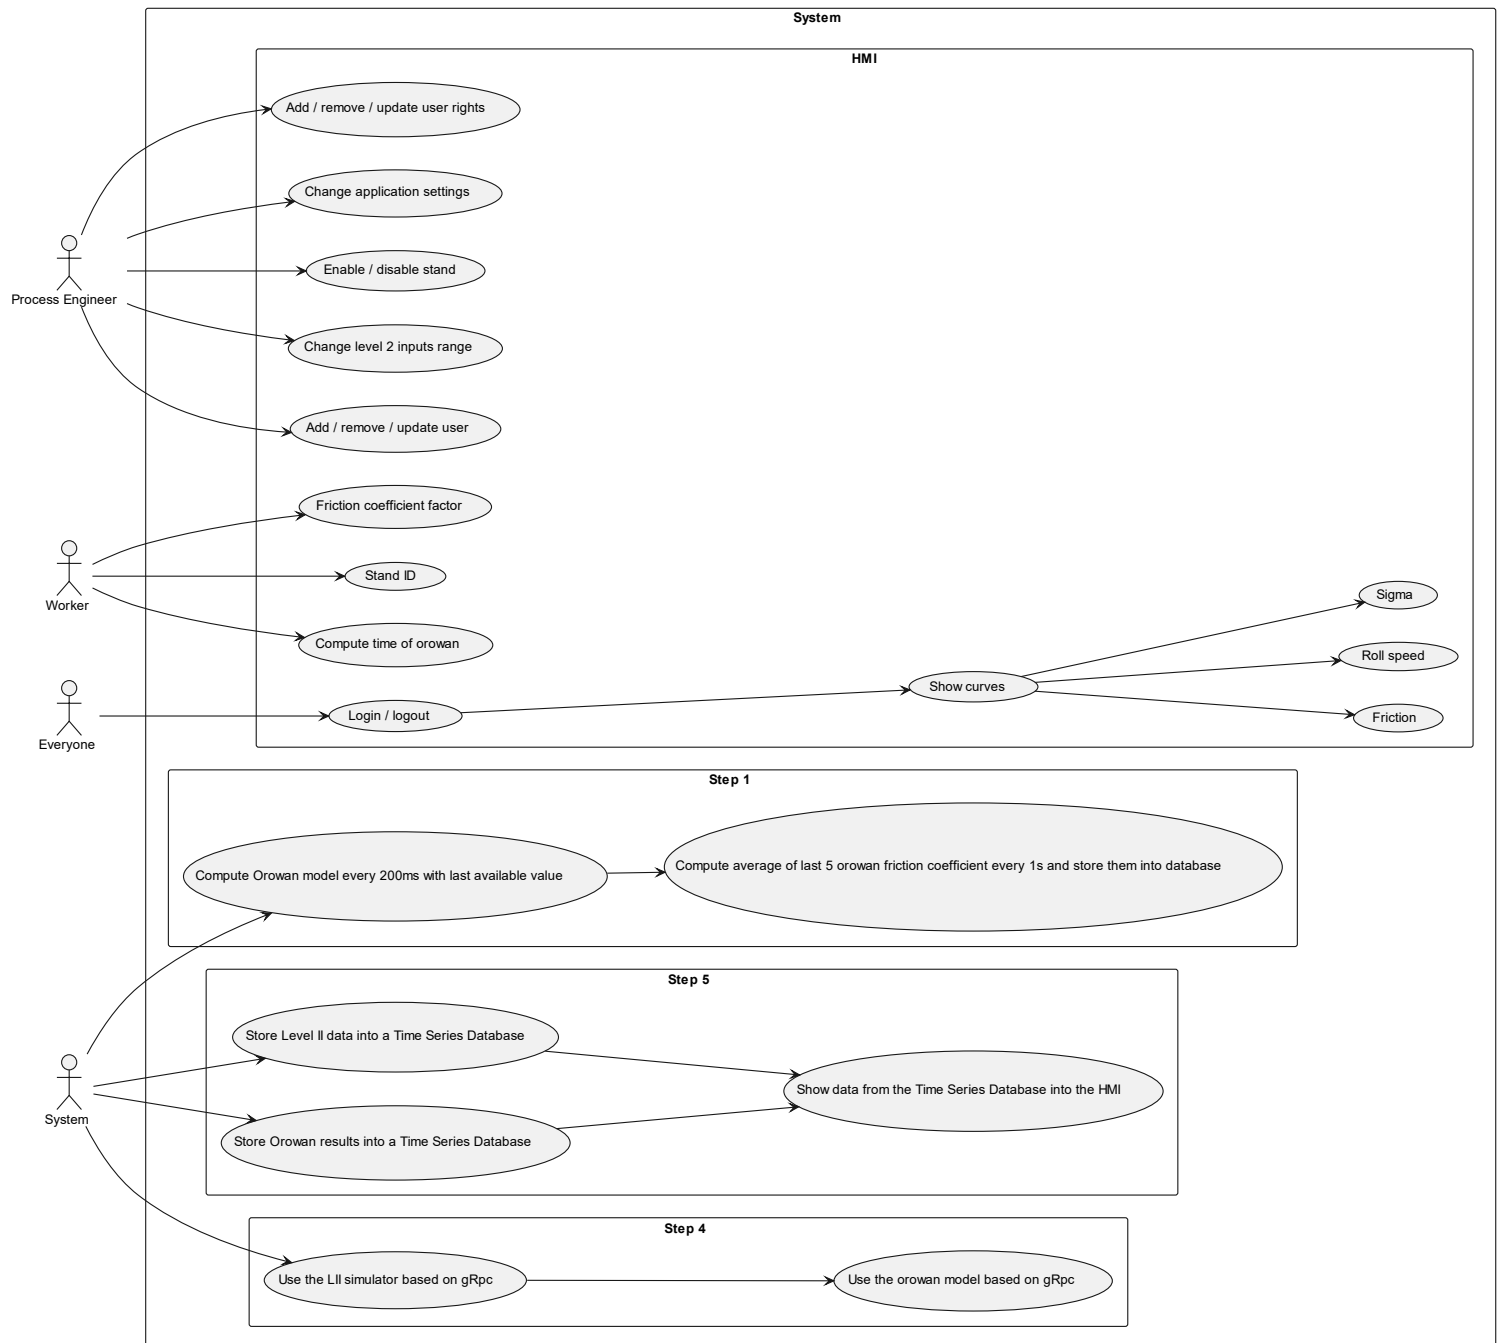 System
HMI
Add / remove / update user rights
Change application settings
Enable / disable stand
Process Engineer
Change level 2 inputs range
Add / remove / update user
Friction coefficient factor
Stand ID
Worker
Compute time of orowan
Sigma
Roll speed
Show curves
Login / logout
Friction
Everyone
Step 1
Compute Orowan model every 200ms with last available value
Compute average of last 5 orowan friction coefficient every 1s and store them into database
Step 5
Store Level II data into a Time Series Database
Show data from the Time Series Database into the HMI
System
Store Orowan results into a Time Series Database
Step 4
Use the LII simulator based on gRpc
Use the orowan model based on gRpc